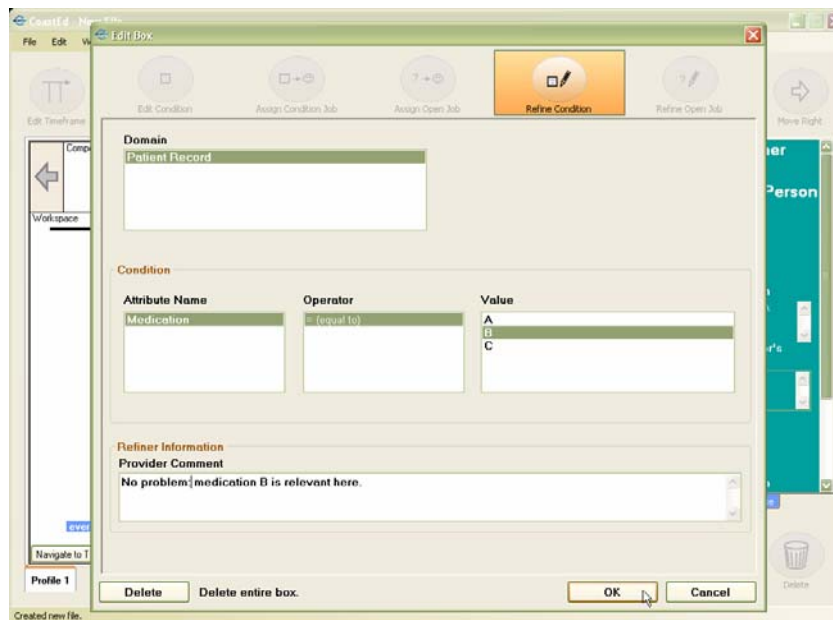 CoastEd - New File
Edit Box
File Edit
Edit Condition
Assign Condition Job
Assign Open Job
Refine Condition
Refine Open Job
Edit Timeframe
Move Right
Domain
Patient Record
Person
Workspace
Condition
Attribute Name
Operator
Value
Medication
= (equal to)
A
B
C
Refiner Information
Provider Comment
No problem: medication B is relevant here.
Navigate to T
Profile 1
Delete
Delete entire box.
OK
Cancel
Delete
Created new file.